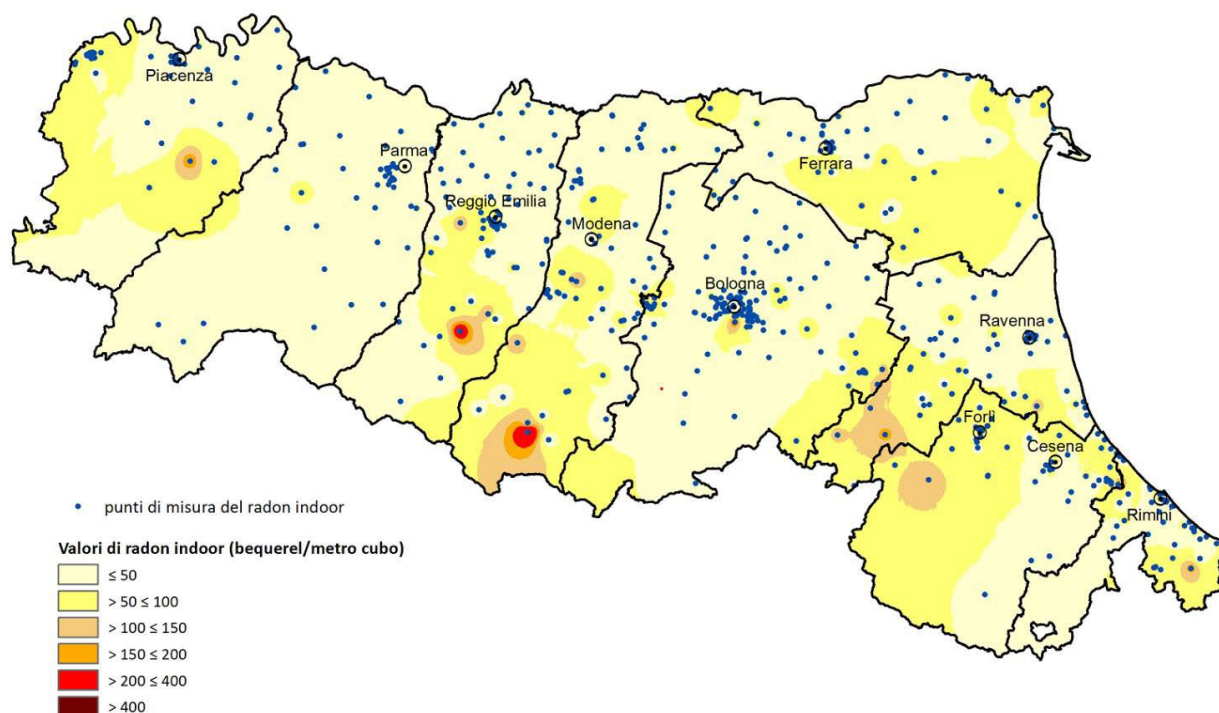 Piacenza
Parma
Reggio Emilia
Modena
Ferrara
Bologna
Ravenna
Forlì
Cesena
Rimini
punti di misura del radon indoor
Valori di radon indoor (bequerel/metro cubo)
≤ 50
> 50 ≤ 100
> 100 ≤ 150
> 150 ≤ 200
> 200 ≤ 400
> 400